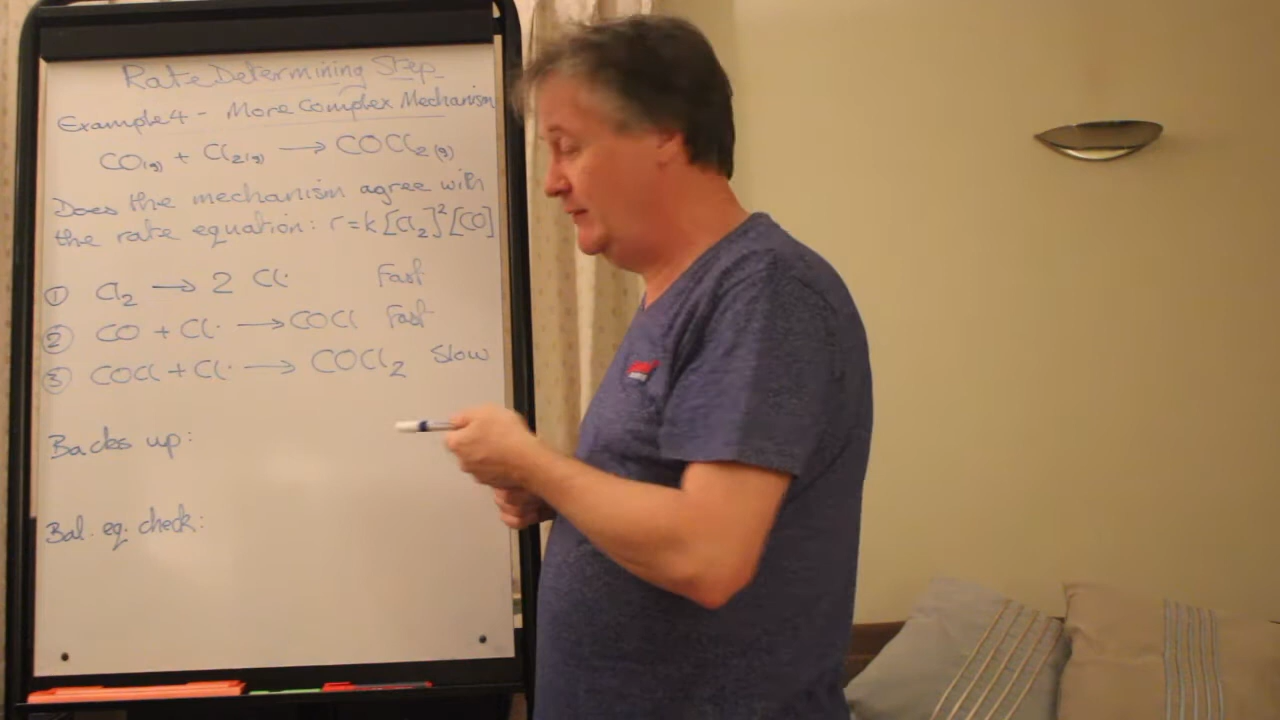 Rate Determining Step
Example 4 - More Complex Mechanism
CO(g) + Cl₂(g) → COCl₂(g)
Does the mechanism agree with
the rate equation: r = k[Cl₂]²[CO]
① Cl₂ → 2 Cl· Fast
② CO + Cl· → COCl Fast
③ COCl + Cl· → COCl₂ Slow
Backs up:
Bal. eq. check: